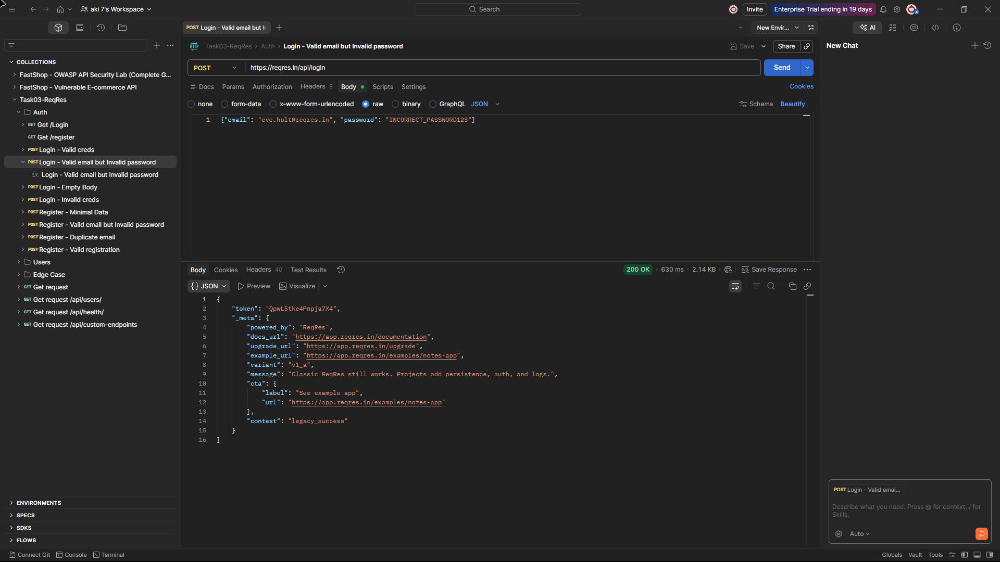 aki 7's Workspace
Search
Invite
Enterprise Trial ending in 19 days
POST Login - Valid email but Ir
New Envir...
AI
Task03-ReqRes > Auth > Login - Valid email but Invalid password
Save
Share
New Chat
POST
https://reqres.in/api/login
Send
Docs
Params
Authorization
Headers 9
Body
Scripts
Settings
Cookies
none
form-data
x-www-form-urlencoded
raw
binary
GraphQL
JSON
Schema
Beautify
1 {"email": "eve.holt@reqres.in", "password": "INCORRECT_PASSWORD123"}
COLLECTIONS
FastShop - OWASP API Security Lab (Complete G...
FastShop - Vulnerable E-commerce API
Task03-ReqRes
Auth
GET Get /Login
GET Get /register
POST Login - Valid creds
POST Login - Valid email but Invalid password
e.g. Login - Valid email but Invalid password
POST Login - Empty Body
POST Login - Invalid creds
POST Register - Minimal Data
POST Register - Valid email but Invalid password
POST Register - Duplicate email
POST Register - Valid registration
Users
Edge Case
GET Get request
GET Get request /api/users/
GET Get request /api/health/
GET Get request /api/custom-endpoints
ENVIRONMENTS
SPECS
SDKS
FLOWS
Body
Cookies
Headers 40
Test Results
200 OK
630 ms
2.14 KB
e.g. Save Response
{} JSON
Preview
Visualize
1 {
2 "token": "QpwL5tke4Pnpja7X4",
3 "_meta": {
4 "powered_by": "ReqRes",
5 "docs_url": "https://app.reqres.in/documentation",
6 "upgrade_url": "https://app.reqres.in/upgrade",
7 "example_url": "https://app.reqres.in/examples/notes-app",
8 "variant": "v1_a",
9 "message": "Classic ReqRes still works. Projects add persistence, auth, and logs.",
10 "cta": {
11 "label": "See example app",
12 "url": "https://app.reqres.in/examples/notes-app"
13 },
14 "context": "legacy_success"
15 }
16 }
POST Login - Valid emai...
Describe what you need. Press @ for context, / for
Skills.
Auto
Connect Git
Console
Terminal
Globals
Vault
Tools